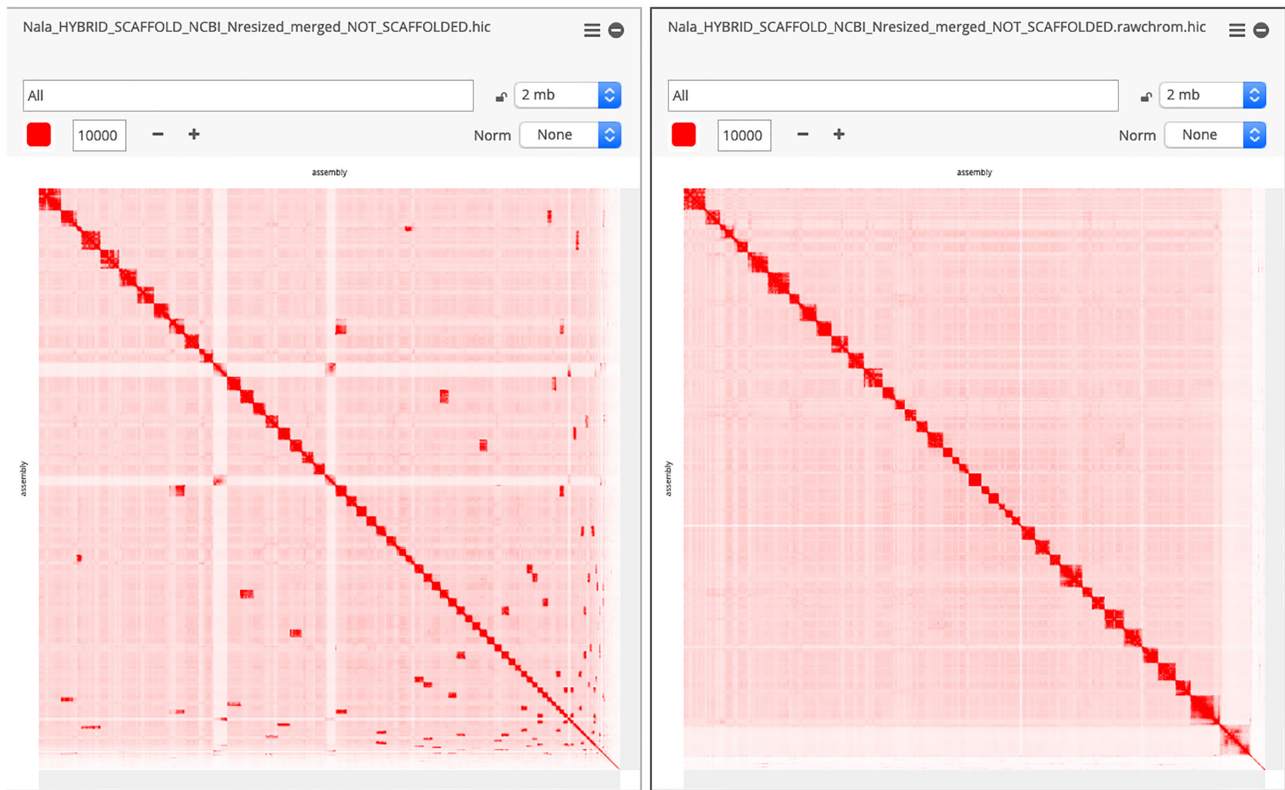 Nala_HYBRID_SCAFFOLD_NCBI_Nresized_merged_NOT_SCAFFOLDED.hic
All
2 mb
10000
Norm
None
assembly
assembly
Nala_HYBRID_SCAFFOLD_NCBI_Nresized_merged_NOT_SCAFFOLDED.rawchrom.hic
All
2 mb
10000
Norm
None
assembly
assembly